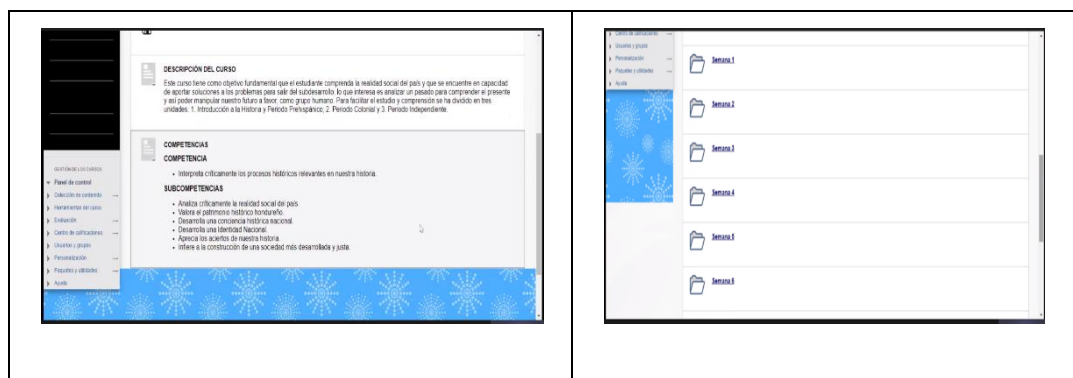 DESCRIPCIÓN DEL CURSO
Este curso tiene como objetivo fundamental que el estudiante comprenda la realidad social del país y que se encuentre en capacidad
de aportar soluciones a los problemas para salir del subdesarrollo: lo que interesa es analizar un pasado para comprender el presente
y así poder manipular nuestro futuro a favor, como grupo humano. Para facilitar el estudio y comprensión se ha dividido en tres
unidades: 1. Introducción a la Historia y Periodo Prehispánico; 2. Periodo Colonial y 3. Periodo Independiente.
COMPETENCIAS
COMPETENCIA
• Interpreta críticamente los procesos históricos relevantes en nuestra historia.
SUBCOMPETENCIAS
• Analiza críticamente la realidad social del país.
• Valora el patrimonio histórico hondureño.
• Desarrolla una conciencia histórica nacional.
• Desarrolla una Identidad Nacional.
• Aprecia los aciertos de nuestra historia.
• Infiere a la construcción de una sociedad más desarrollada y justa.
GESTIÓN DE LOS CURSOS
Panel de control
Colección de contenido
Herramientas del curso
Evaluación
Centro de calificaciones
Usuarios y grupos
Personalización
Paquetes y utilidades
Ayuda
Centro de calificaciones
Usuarios y grupos
Personalización
Paquetes y utilidades
Ayuda
Semana 1
Semana 2
Semana 3
Semana 4
Semana 5
Semana 6